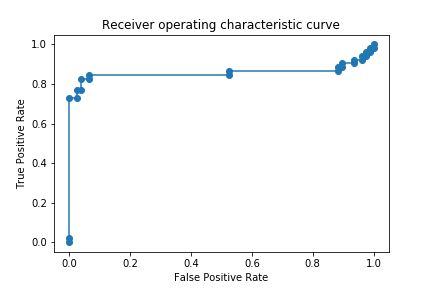 Receiver operating characteristic curve
True Positive Rate
1.0
0.8
0.6
0.4
0.2
0.0
0.0 0.2 0.4 0.6 0.8 1.0
False Positive Rate